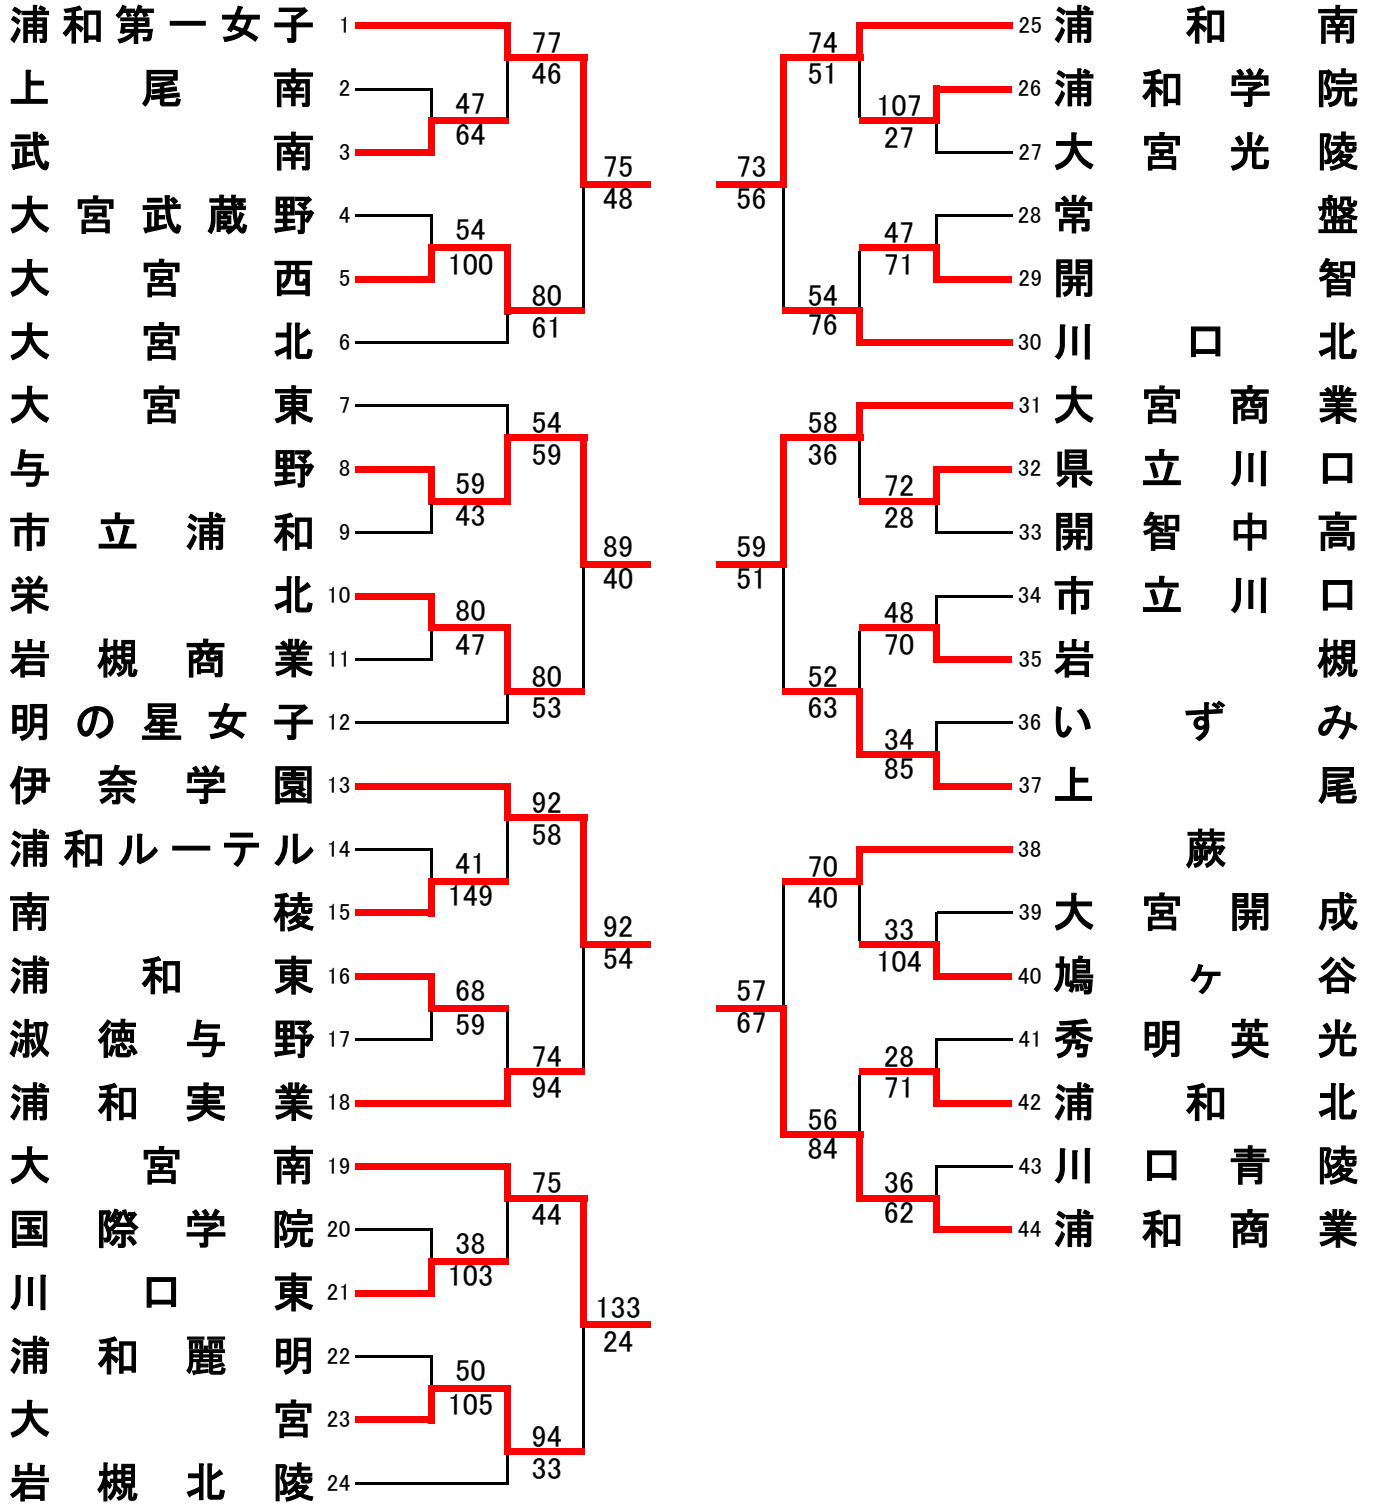 浦和第一女子 1
上尾南 2
武南 3
大宮武蔵野 4
大宮西 5
大宮北 6
大宮東 7
与野 8
市立浦和 9
栄北 10
岩槻商業 11
明の星女子 12
伊奈学園 13
浦和ルーテル 14
南稜 15
浦和東 16
淑徳与野 17
浦和実業 18
大宮南 19
国際学院 20
川口東 21
浦和麗明 22
大宮 23
岩槻北陵 24
47
64
54
100
59
43
80
47
41
149
68
59
38
103
50
105
77
46
80
61
54
59
80
53
92
58
74
94
75
44
94
33
75
48
89
40
92
54
133
24
73
56
59
51
57
67
74
51
54
76
58
36
52
63
70
40
56
84
107
27
47
71
72
28
48
70
34
85
33
104
28
71
36
62
25 浦和南
26 浦和学院
27 大宮光陵
28 常盤
29 開智
30 川口北
31 大宮商業
32 県立川口
33 開智中高
34 市立川口
35 岩槻
36 いずみ
37 上尾
38 蕨
39 大宮開成
40 鳩ヶ谷
41 秀明英光
42 浦和北
43 川口青陵
44 浦和商業